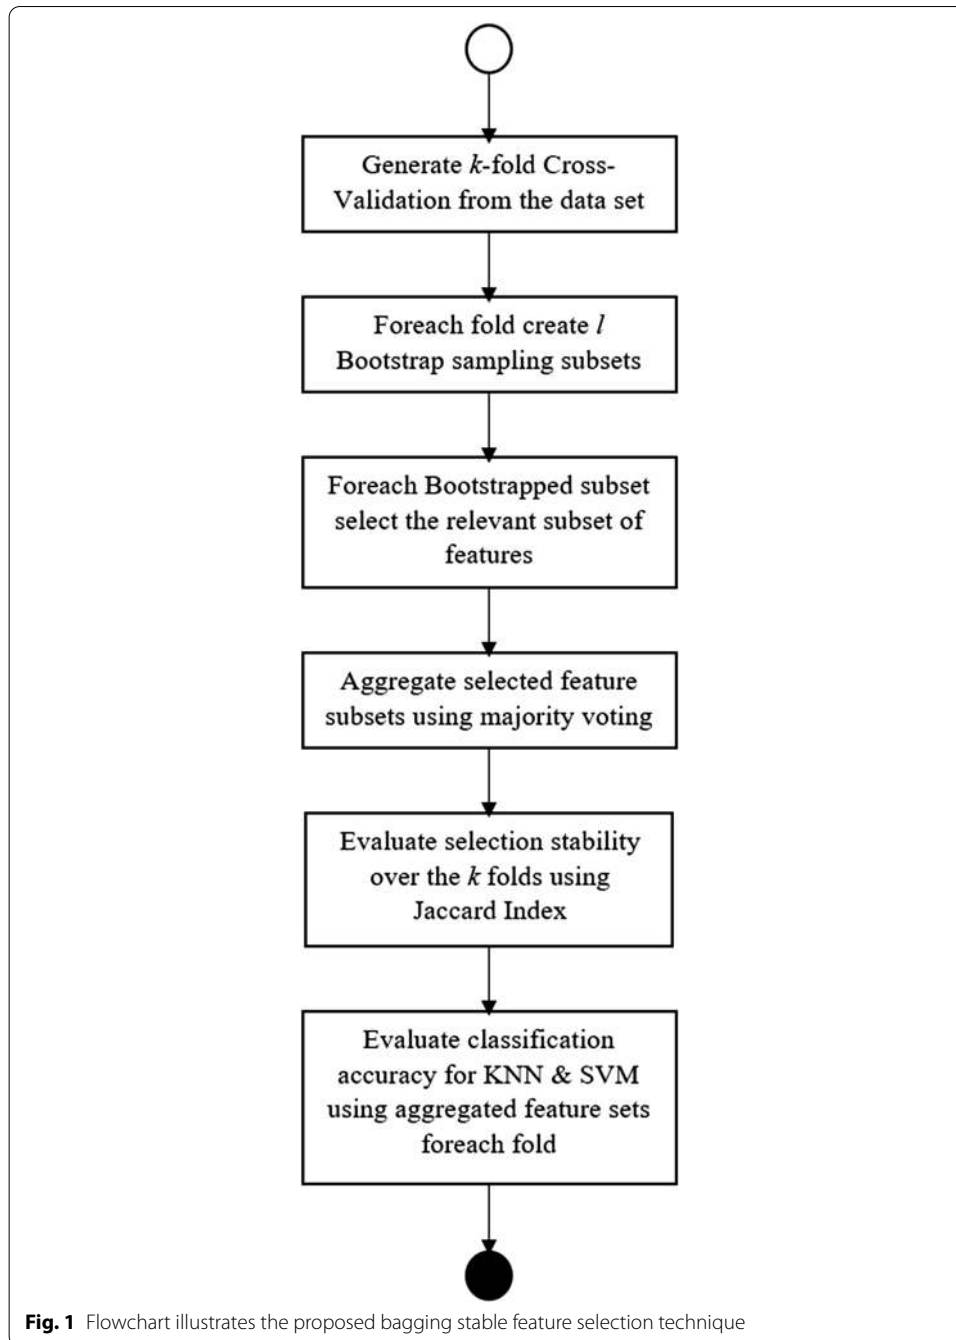 Generate k-fold Cross-
Validation from the data set
Foreach fold create l
Bootstrap sampling subsets
Foreach Bootstrapped subset
select the relevant subset of
features
Aggregate selected feature
subsets using majority voting
Evaluate selection stability
over the k folds using
Jaccard Index
Evaluate classification
accuracy for KNN & SVM
using aggregated feature sets
foreach fold
Fig. 1 Flowchart illustrates the proposed bagging stable feature selection technique